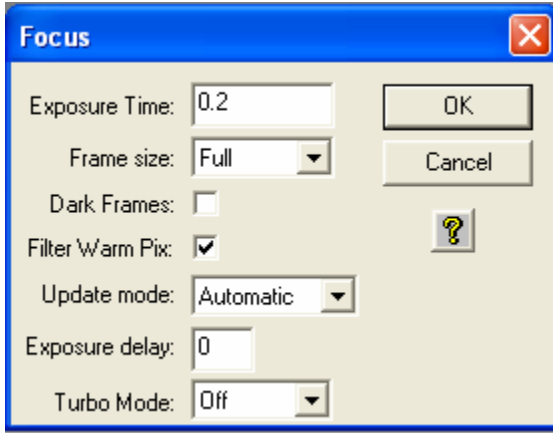 Focus
Exposure Time: 0.2
OK
Frame size: Full
Cancel
Dark Frames:
?
Filter Warm Pix:
Update mode: Automatic
Exposure delay: 0
Turbo Mode: Off